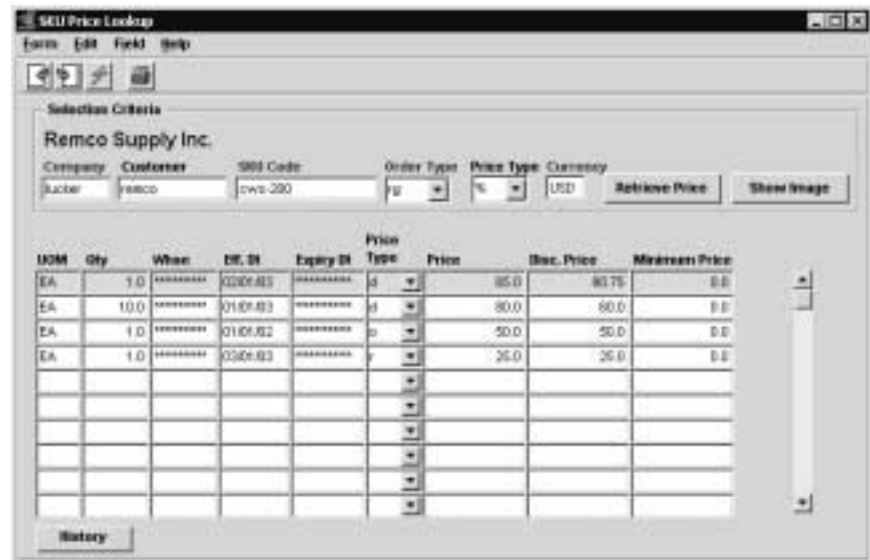 SKU Price Lookup
Form Edit Field Help
Selection Criteria
Remco Supply Inc.
Company Customer SKU Code Order Type Price Type Currency
tucker remco cws-200 % USD Retrieve Price Show Image
Price
UOM Qty Whse Eff. Dt Expiry Dt Type Price Disc. Price Minimum Price
EA 1.0 ********* 02/01/03 ********** d 85.0 80.75 0.0
EA 10.0 ********* 01/01/03 ********** d 80.0 60.0 0.0
EA 1.0 ********* 01/01/02 ********** 50.0 50.0 0.0
EA 1.0 ********* 03/01/03 ********** r 25.0 25.0 0.0
History